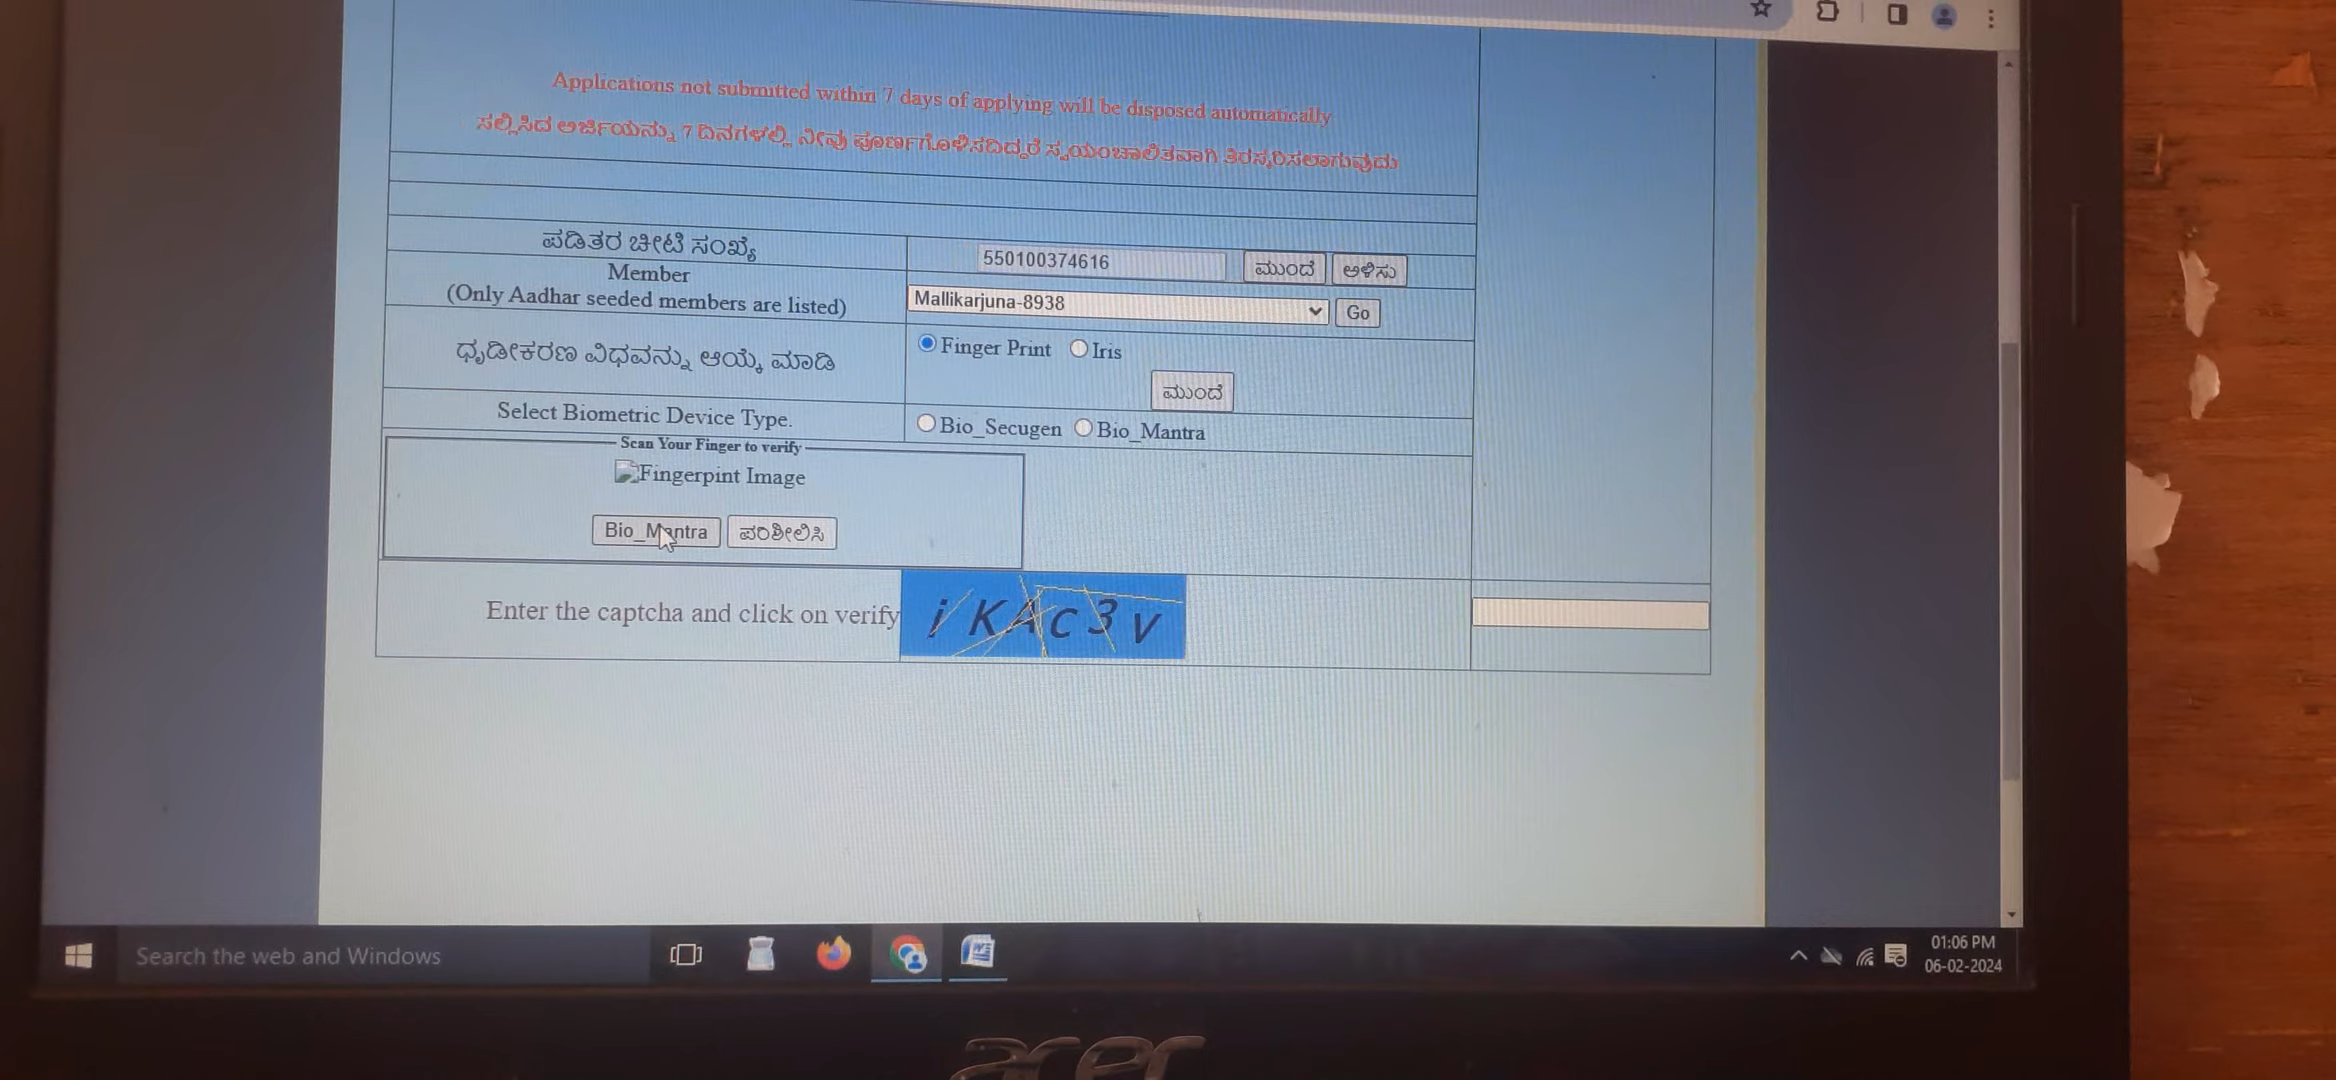 Applications not submitted within 7 days of applying will be disposed automatically
ಸಲ್ಲಿಸಿದ ಅರ್ಜಿಯನ್ನು 7 ದಿನಗಳಲ್ಲಿ ನೀವು ಪೂರ್ಣಗೊಳಿಸದಿದ್ದರೆ ಸ್ವಯಂಚಾಲಿತವಾಗಿ ತಿರಸ್ಕರಿಸಲಾಗುವುದು
ಪಡಿತರ ಚೀಟಿ ಸಂಖ್ಯೆ 550100374616 ಮುಂದೆ ಅಳಿಸು
Member
(Only Aadhar seeded members are listed) Mallikarjuna-8938 Go
ಧೃಡೀಕರಣ ವಿಧವನ್ನು ಆಯ್ಕೆ ಮಾಡಿ Finger Print Iris
ಮುಂದೆ
Select Biometric Device Type. Bio_Secugen Bio_Mantra
Scan Your Finger to verify
Fingerpint Image
Bio_Mantra ಪರಿಶೀಲಿಸಿ
Enter the captcha and click on verify iKAc3v
Search the web and Windows
01:06 PM
06-02-2024
acer